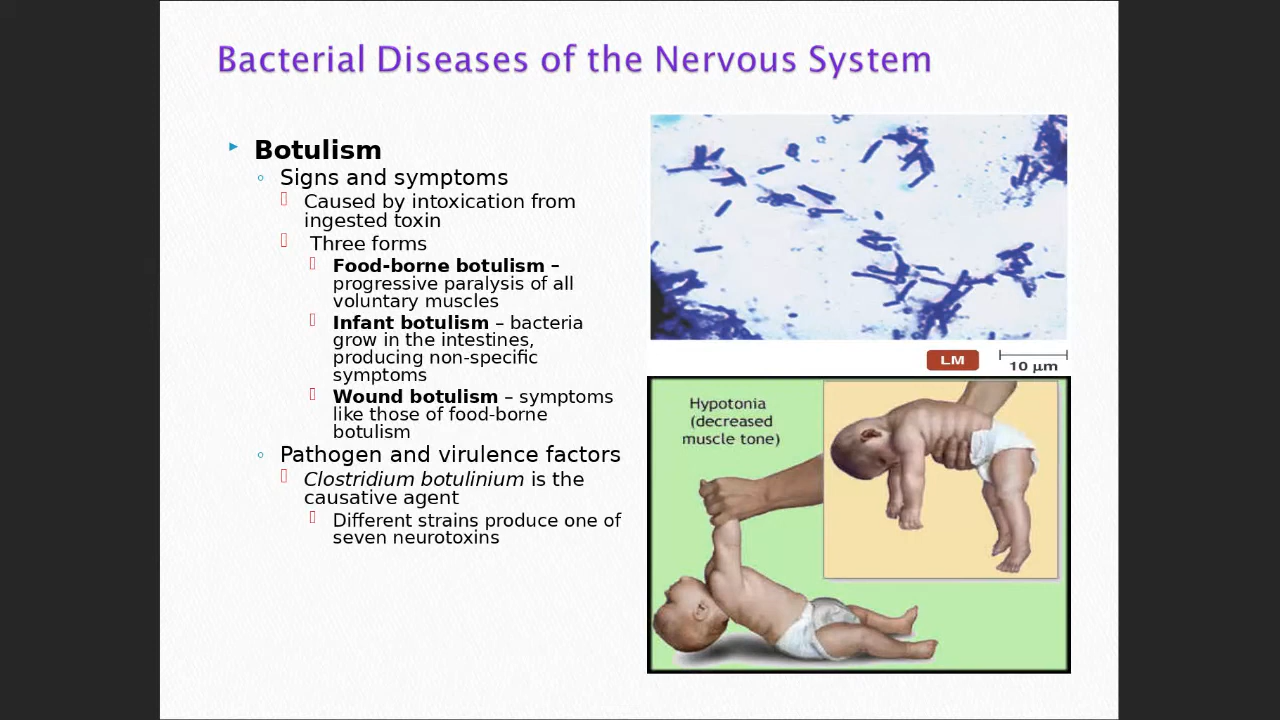 Bacterial Diseases of the Nervous System
Botulism
Signs and symptoms
Caused by intoxication from
ingested toxin
Three forms
Food-borne botulism –
progressive paralysis of all
voluntary muscles
Infant botulism – bacteria
grow in the intestines,
producing non-specific
symptoms
Wound botulism – symptoms
like those of food-borne
botulism
Pathogen and virulence factors
Clostridium botulinium is the
causative agent
Different strains produce one of
seven neurotoxins
LM
10 µm
Hypotonia
(decreased
muscle tone)